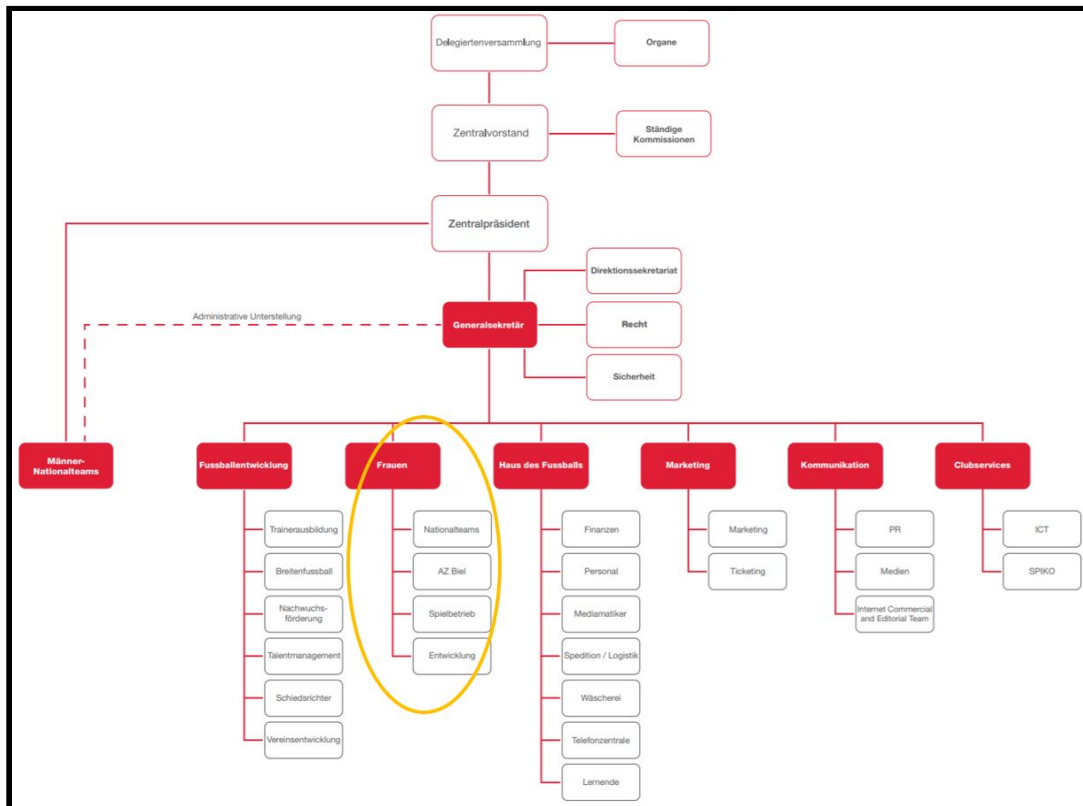 Delegiertenversammlung
Organe
Zentralvorstand
Ständige
Kommissionen
Zentralpräsident
Direktionssekretariat
Administrative Unterstellung
Generalsekretär
Recht
Sicherheit
Männer-
Nationalteams
Fussballentwicklung
Frauen
Haus des Fussballs
Marketing
Kommunikation
Clubservices
Trainerausbildung
Breitenfussball
Nachwuchs-
förderung
Talentmanagement
Schiedsrichter
Vereinsentwicklung
Nationalteams
AZ Biel
Spielbetrieb
Entwicklung
Finanzen
Personal
Mediamatiker
Spedition / Logistik
Wäscherei
Telefonzentrale
Lernende
Marketing
Ticketing
PR
Medien
Internet Commercial
and Editorial Team
ICT
SPIKO